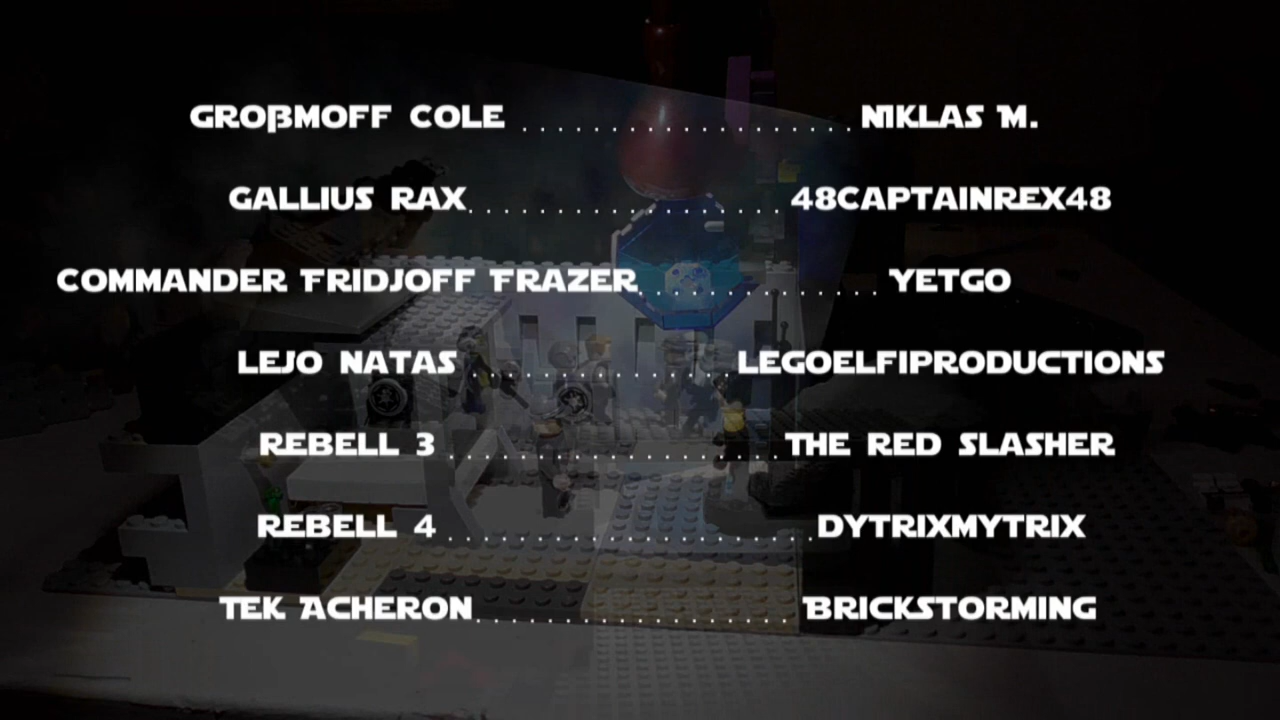 GROßMOFF COLE ................... NIKLAS M.
GALLIUS RAX.................. 48CAPTAINREX48
COMMANDER FRIDJOFF FRAZER.............. YETGO
LEJO NATAS .............. LEGOELFIPRODUCTIONS
REBELL 3 ................... THE RED SLASHER
REBELL 4 .....................DYTRIXMYTRIX
TEK ACHERON.................. BRICKSTORMING